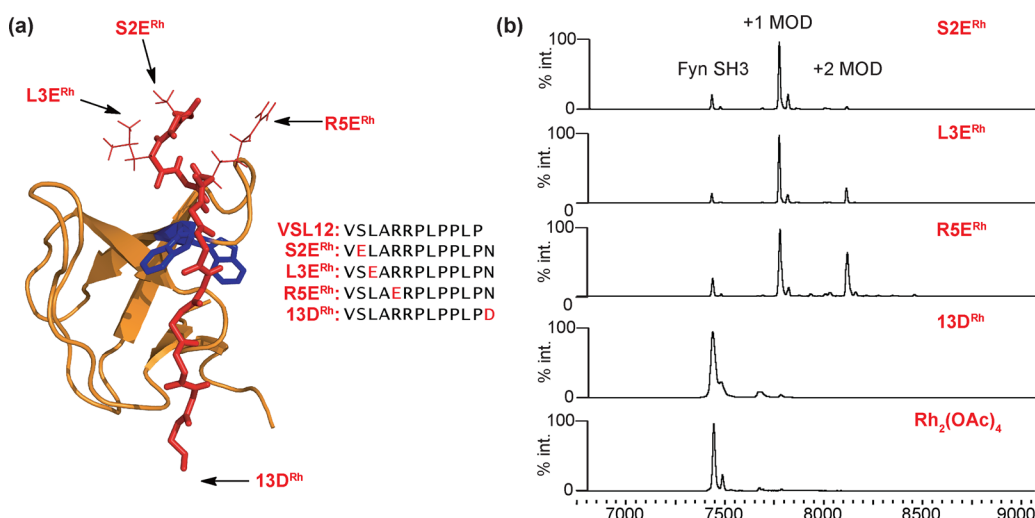 (a)
S2E^Rh
L3E^Rh
R5E^Rh
VSL12: VSLARRPLPPLP
S2E^Rh: VELARRPLPPLPN
L3E^Rh: VSEARRPLPPLPN
R5E^Rh: VSLAERPLPPLPN
13D^Rh: VSLARRPLPPLPD
13D^Rh
(b)
+1 MOD
S2E^Rh
100
Fyn SH3
+2 MOD
% int.
0
L3E^Rh
100
% int.
0
R5E^Rh
100
% int.
0
13D^Rh
100
% int.
0
Rh₂(OAc)₄
100
% int.
0
7000 7500 8000 8500 9000